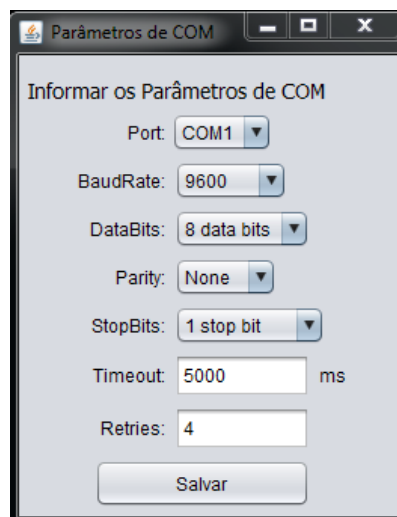 Parâmetros de COM
Informar os Parâmetros de COM
Port: COM1
BaudRate: 9600
DataBits: 8 data bits
Parity: None
StopBits: 1 stop bit
Timeout: 5000 ms
Retries: 4
Salvar